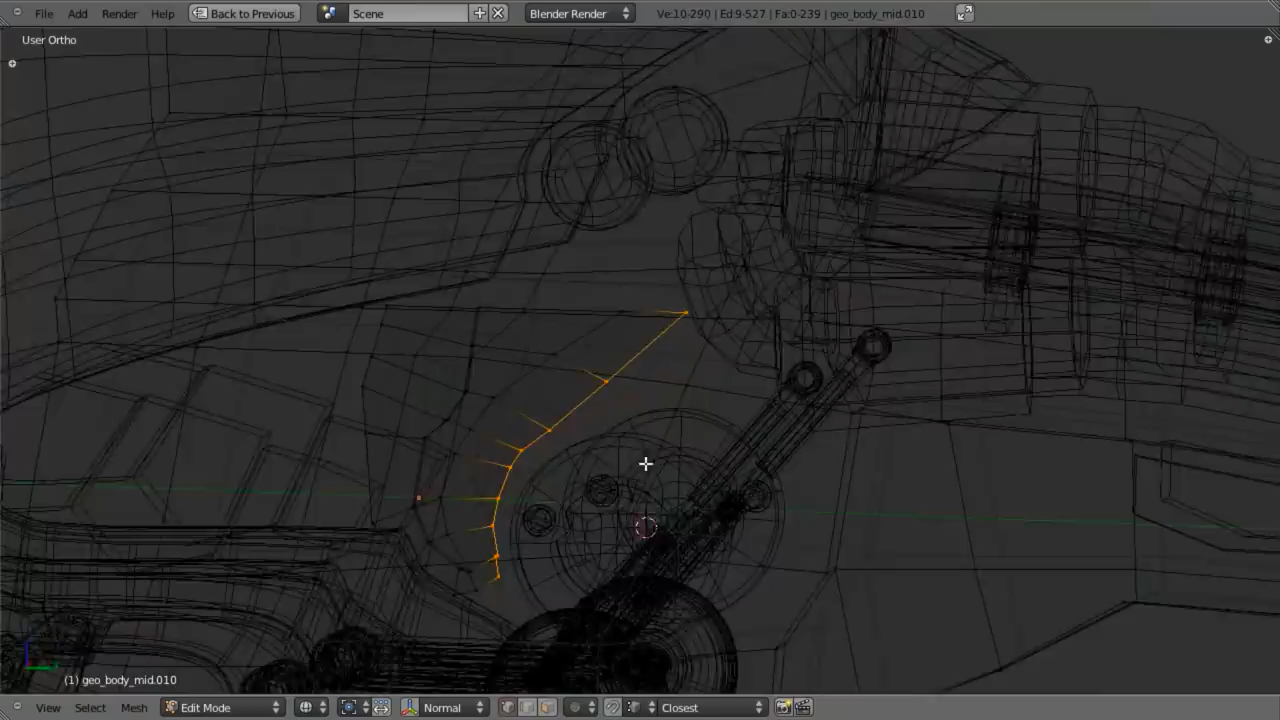 File Add Render Help Back to Previous Scene Blender Render Ve:10-290 | Ed:9-527 | Fa:0-239 | geo_body_mid.010
User Ortho
(1) geo_body_mid.010
View Select Mesh Edit Mode Normal Closest